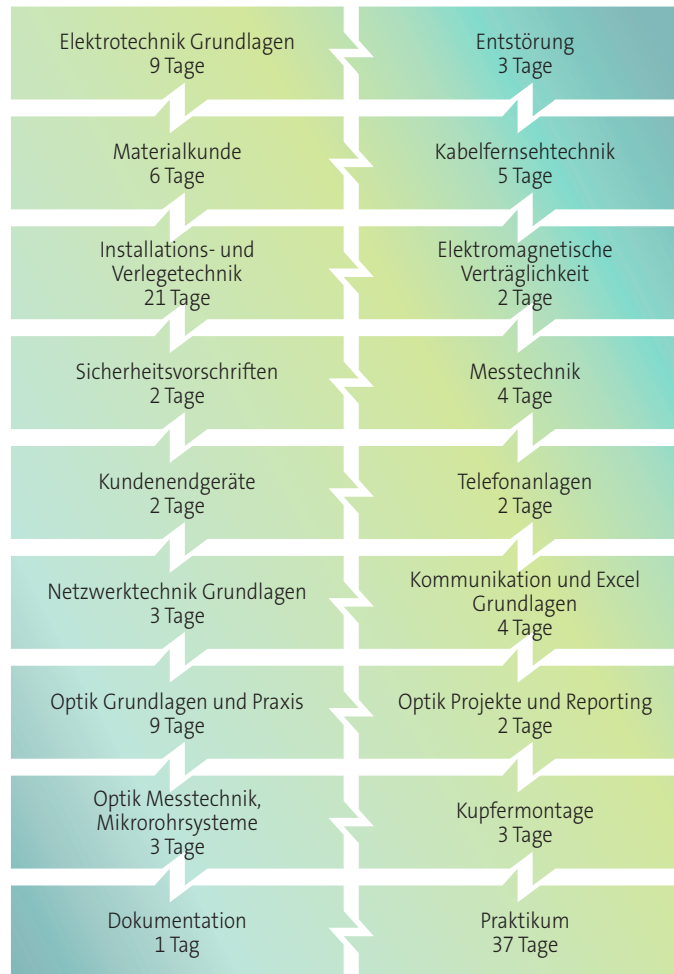 Elektrotechnik Grundlagen
9 Tage
Entstörung
3 Tage
Materialkunde
6 Tage
Kabelfernsehtechnik
5 Tage
Installations- und
Verlegetechnik
21 Tage
Elektromagnetische
Verträglichkeit
2 Tage
Sicherheitsvorschriften
2 Tage
Messtechnik
4 Tage
Kundenendgeräte
2 Tage
Telefonanlagen
2 Tage
Netzwerktechnik Grundlagen
3 Tage
Kommunikation und Excel
Grundlagen
4 Tage
Optik Grundlagen und Praxis
9 Tage
Optik Projekte und Reporting
2 Tage
Optik Messtechnik,
Mikrorohrsysteme
3 Tage
Kupfermontage
3 Tage
Dokumentation
1 Tag
Praktikum
37 Tage